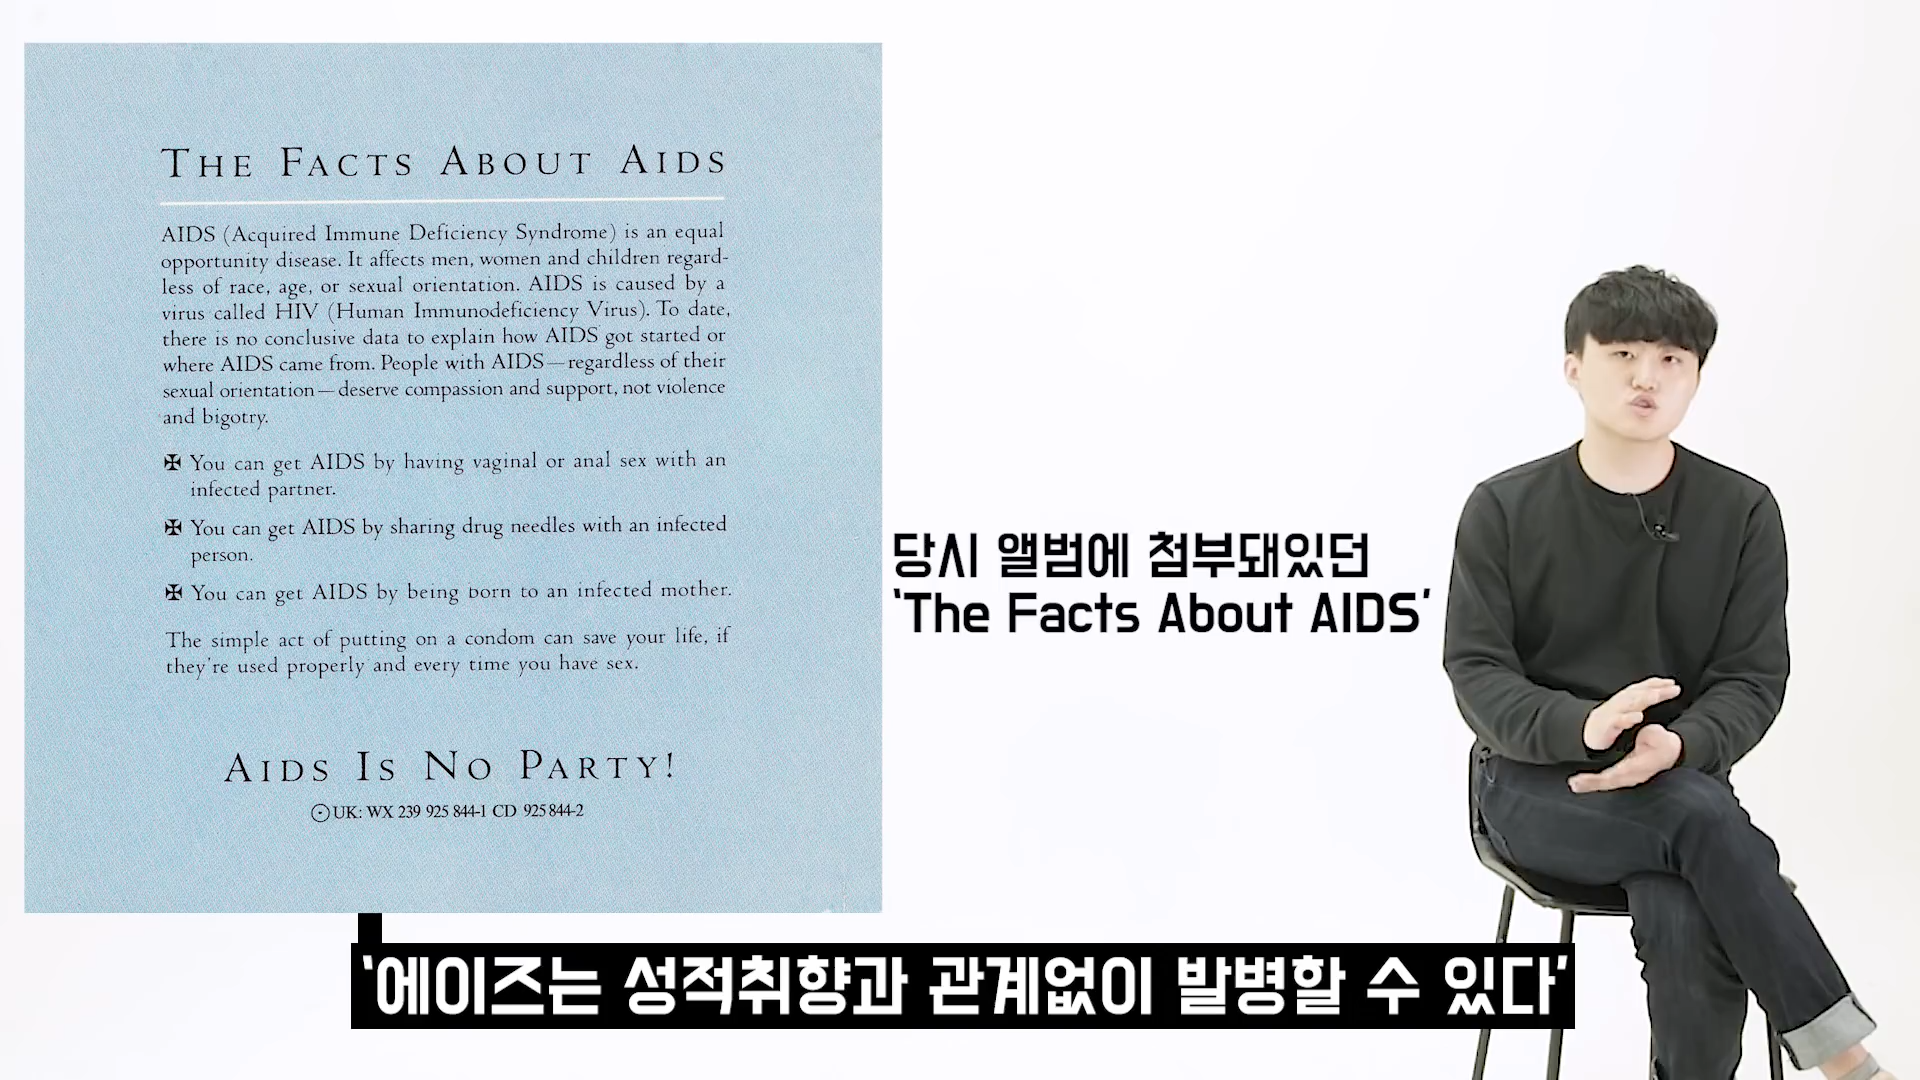 THE FACTS ABOUT AIDS
AIDS (Acquired Immune Deficiency Syndrome) is an equal
opportunity disease. It affects men, women and children regard-
less of race, age, or sexual orientation. AIDS is caused by a
virus called HIV (Human Immunodeficiency Virus). To date,
there is no conclusive data to explain how AIDS got started or
where AIDS came from. People with AIDS—regardless of their
sexual orientation—deserve compassion and support, not violence
and bigotry.
✠ You can get AIDS by having vaginal or anal sex with an
infected partner.
✠ You can get AIDS by sharing drug needles with an infected
person.
✠ You can get AIDS by being born to an infected mother.
The simple act of putting on a condom can save your life, if
they're used properly and every time you have sex.
AIDS IS NO PARTY!
UK: WX 239 925 844-1 CD 925 844-2
당시 앨범에 첨부돼있던
‘The Facts About AIDS’
‘에이즈는 성적취향과 관계없이 발병할 수 있다’